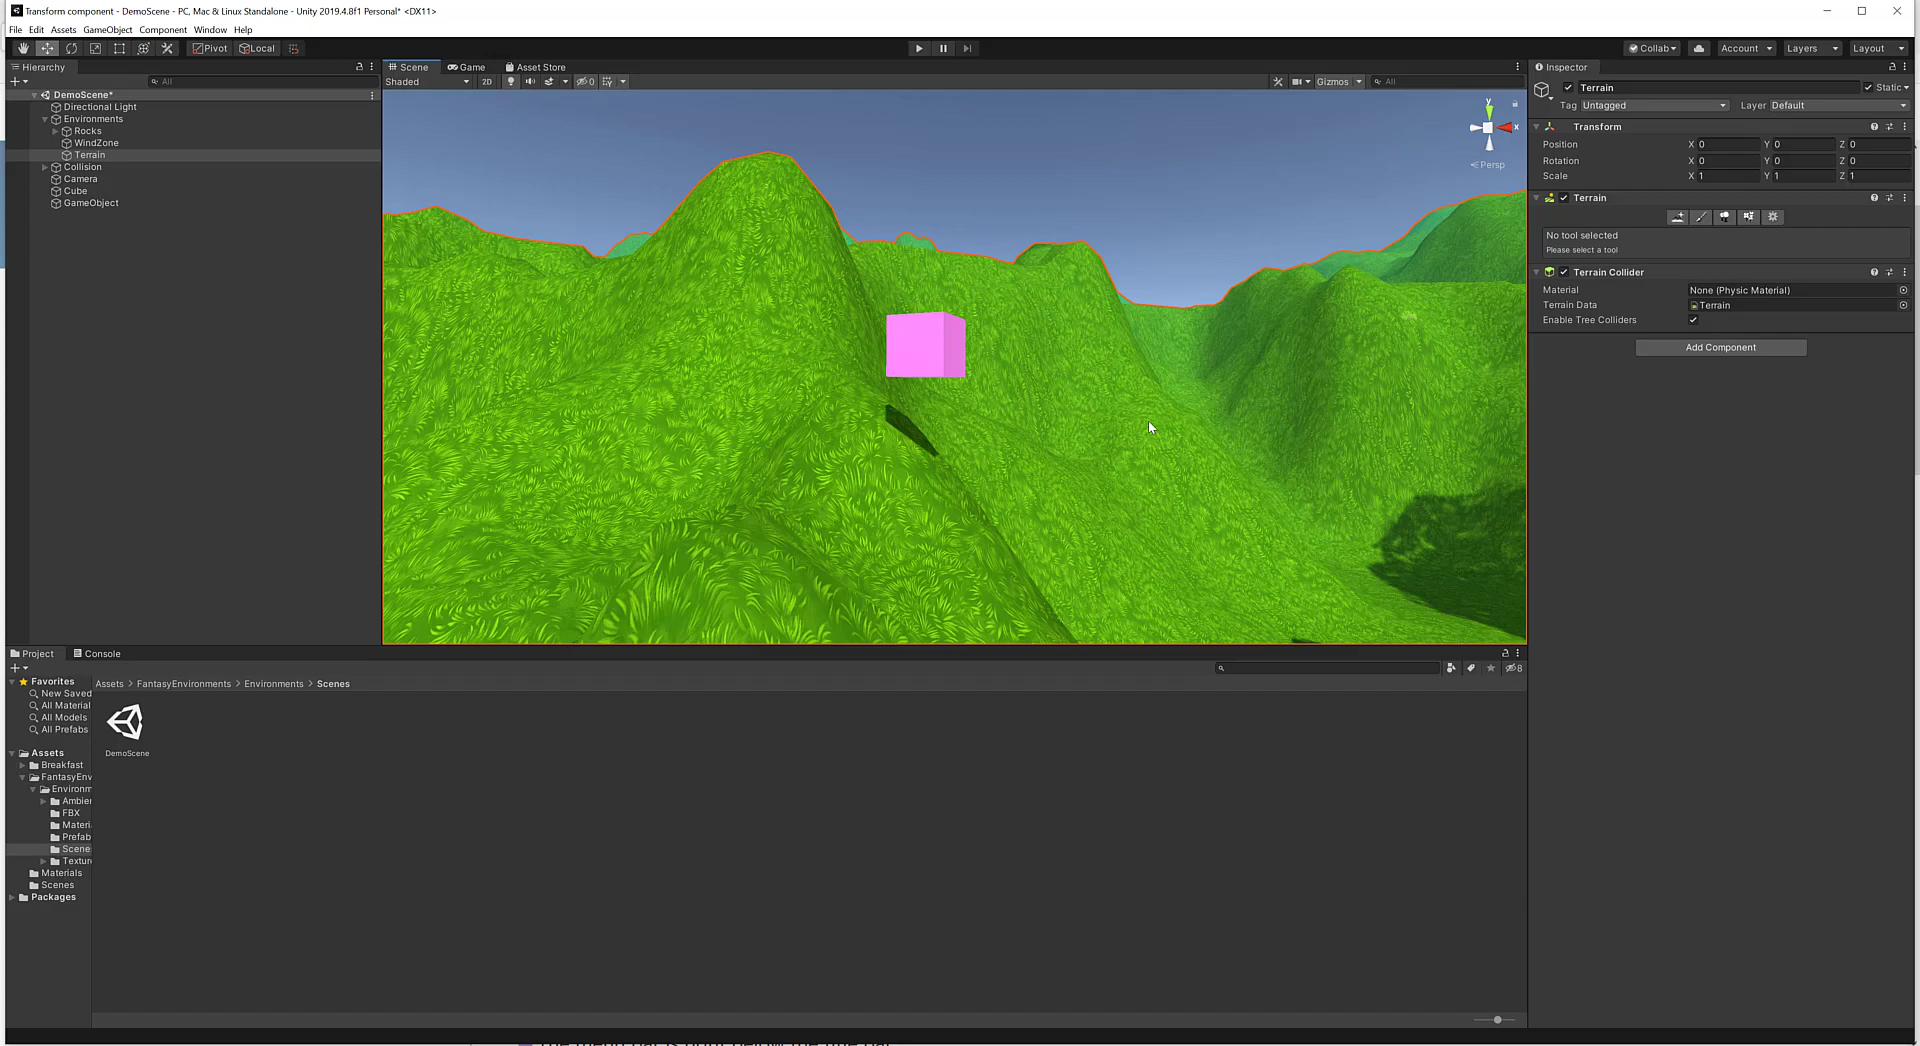 Transform component - DemoScene - PC, Mac & Linux Standalone - Unity 2019.4.8f1 Personal* <DX11>
File Edit Assets GameObject Component Window Help
Pivot Local
Collab Account Layers Layout
Hierarchy
All
DemoScene*
Directional Light
Environments
Rocks
WindZone
Terrain
Collision
Camera
Cube
GameObject
Scene Game Asset Store
Shaded 2D 0 Gizmos All
y
x
Persp
Inspector
Terrain Static
Tag Untagged Layer Default
Transform
Position X 0 Y 0 Z 0
Rotation X 0 Y 0 Z 0
Scale X 1 Y 1 Z 1
Terrain
No tool selected
Please select a tool
Terrain Collider
Material None (Physic Material)
Terrain Data Terrain
Enable Tree Colliders
Add Component
Project Console
8
Favorites
New Saved
All Material
All Models
All Prefabs
Assets
Breakfast
FantasyEnv
Environm
Ambier
FBX
Materi
Prefab
Scene
Textur
Materials
Scenes
Packages
Assets > FantasyEnvironments > Environments > Scenes
DemoScene